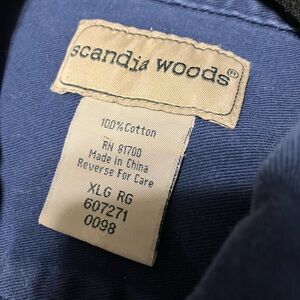 scandia woods®
100% Cotton
RN 81700
Made in China
Reverse For Care
XLG RG
607271
0098